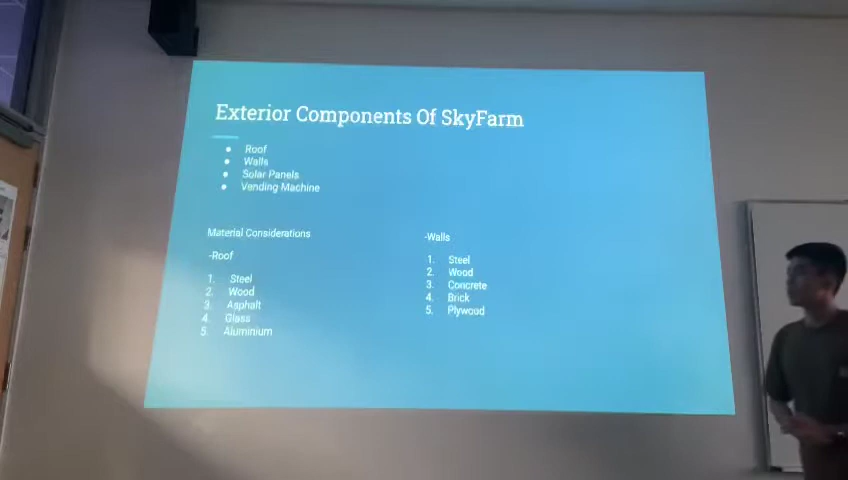 Exterior Components Of SkyFarm
● Roof
● Walls
● Solar Panels
● Vending Machine
Material Considerations
-Roof
1. Steel
2. Wood
3. Asphalt
4. Glass
5. Aluminium
-Walls
1. Steel
2. Wood
3. Concrete
4. Brick
5. Plywood